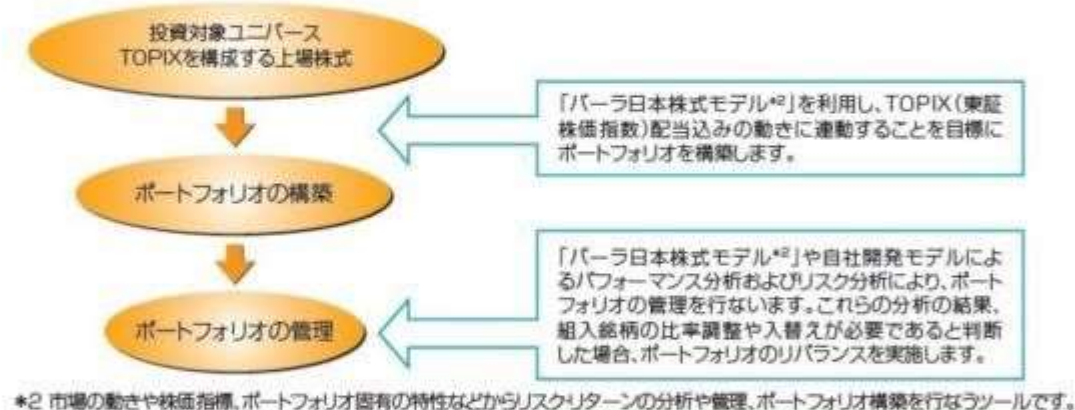 投資対象ユニバース
TOPIXを構成する上場株式
「バーラ日本株式モデル*2」を利用し、TOPIX(東証
株価指数)配当込みの動きに連動することを目標に
ポートフォリオを構築します。
ポートフォリオの構築
「バーラ日本株式モデル*2」や自社開発モデルによ
るパフォーマンス分析およびリスク分析により、ポート
フォリオの管理を行ないます。これらの分析の結果、
組入銘柄の比率調整や入替えが必要であると判断
した場合、ポートフォリオのリバランスを実施します。
ポートフォリオの管理
*2 市場の動きや株価指標、ポートフォリオ固有の特性などからリスク・リターンの分析や管理、ポートフォリオ構築を行なうツールです。